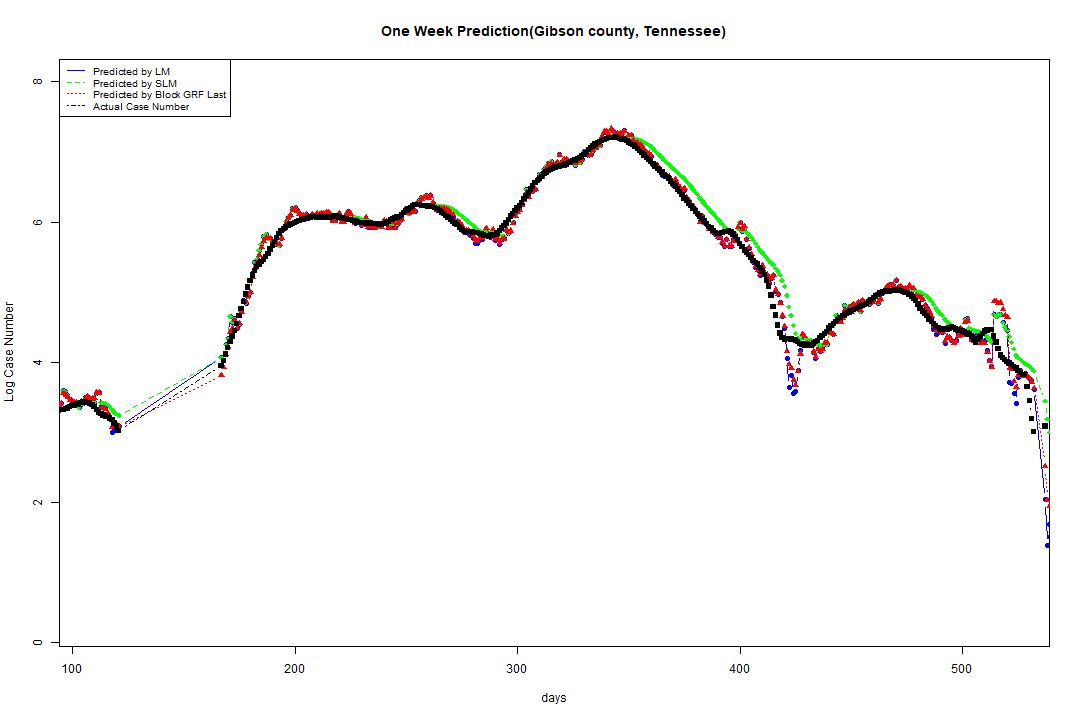 One Week Prediction(Gibson county, Tennessee)
Predicted by LM
Predicted by SLM
Predicted by Block GRF Last
Actual Case Number
8
6
4
2
0
Log Case Number
100 200 300 400 500
days